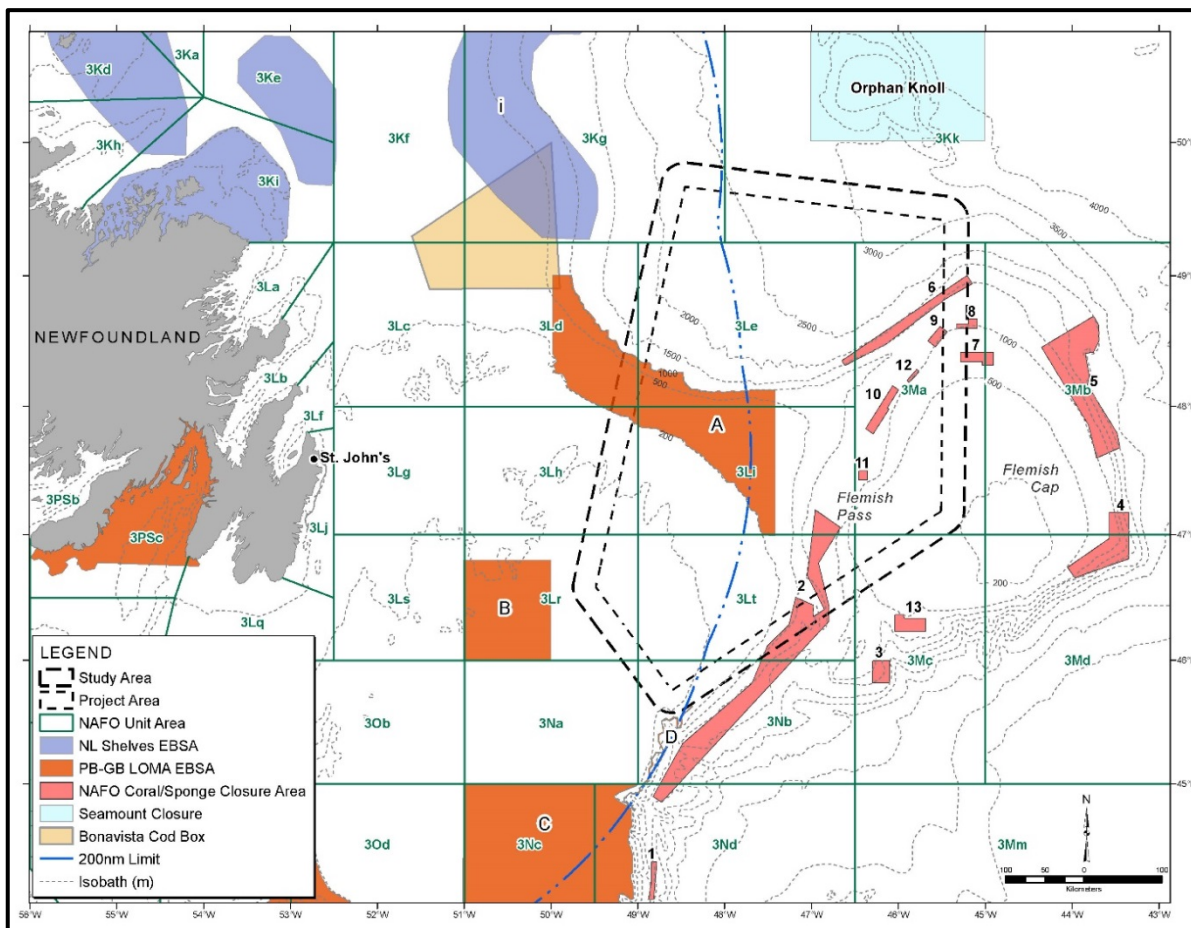 3Kd
3Ka
3Ke
i
3Kf
3Kg
Orphan Knoll
3Kk
50°N
50°N
3Kh
3Ki
4000
3500
3000
49°N
49°N
3La
6
NEWFOUNDLAND
3Lc
3Ld
2000
3Le
2500
8
9
1500
1000
1000
7
500
12
3Lb
3Ma
3Mb
5
10
500
48°N
48°N
3Lf
200
A
St. John's
3Lg
3Lh
3Li
11
Flemish
Cap
Flemish
Pass
3PSb
3PSc
3Lj
4
47°N
47°N
200
3Ls
B
3Lr
3Lt
2
13
3Lq
3
3Mc
3Md
46°N
46°N
LEGEND
Study Area
Project Area
NAFO Unit Area
NL Shelves EBSA
PB-GB LOMA EBSA
NAFO Coral/Sponge Closure Area
Seamount Closure
Bonavista Cod Box
200nm Limit
Isobath (m)
3Ob
3Na
3Nb
D
45°N
45°N
C
3Od
3Nc
3Nd
3Mm
1
N
100
0
100
Kilometers
58°W
56°W
55°W
54°W
53°W
52°W
51°W
50°W
49°W
48°W
47°W
46°W
45°W
44°W
43°W